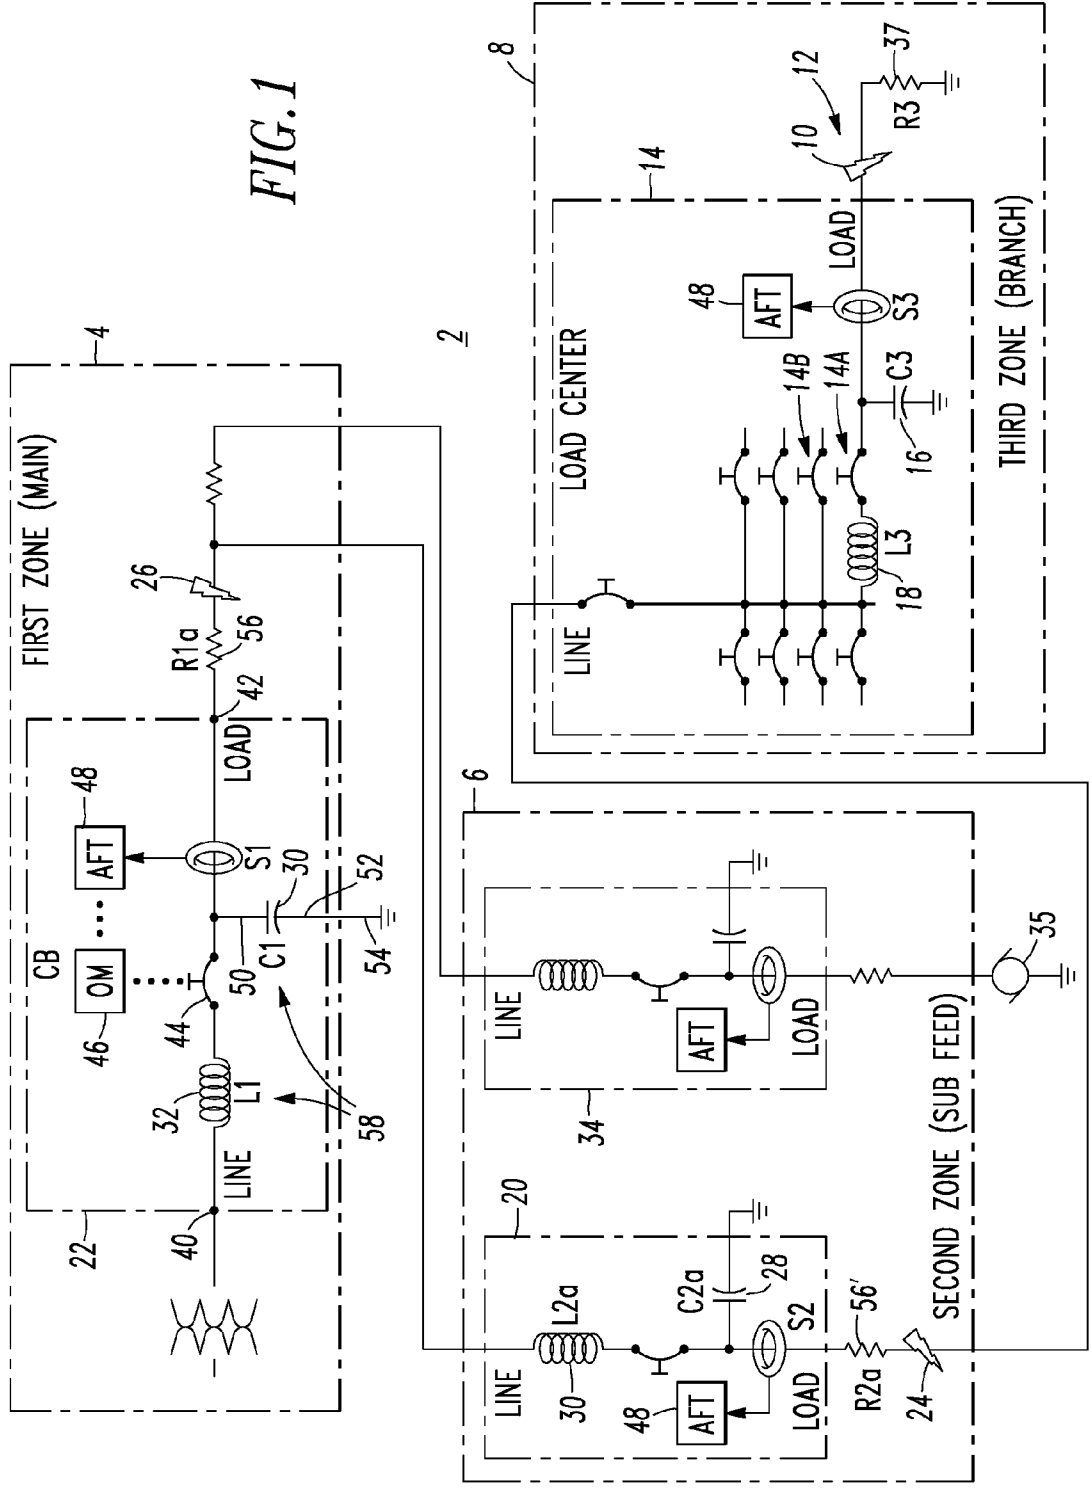 FIG.1
2
4
FIRST ZONE (MAIN)
22
CB
OM
46
AFT
48
44
32
L1
LINE
40
58
50
C1
30
52
54
S1
LOAD
42
R1a
56
26
6
SECOND ZONE (SUB FEED)
20
LINE
L2a
30
C2a
28
AFT
48
S2
LOAD
R2a
56'
24
34
LINE
AFT
LOAD
35
8
THIRD ZONE (BRANCH)
14
LOAD CENTER
LINE
18
L3
14B
14A
16
C3
AFT
48
S3
LOAD
10
12
R3
37